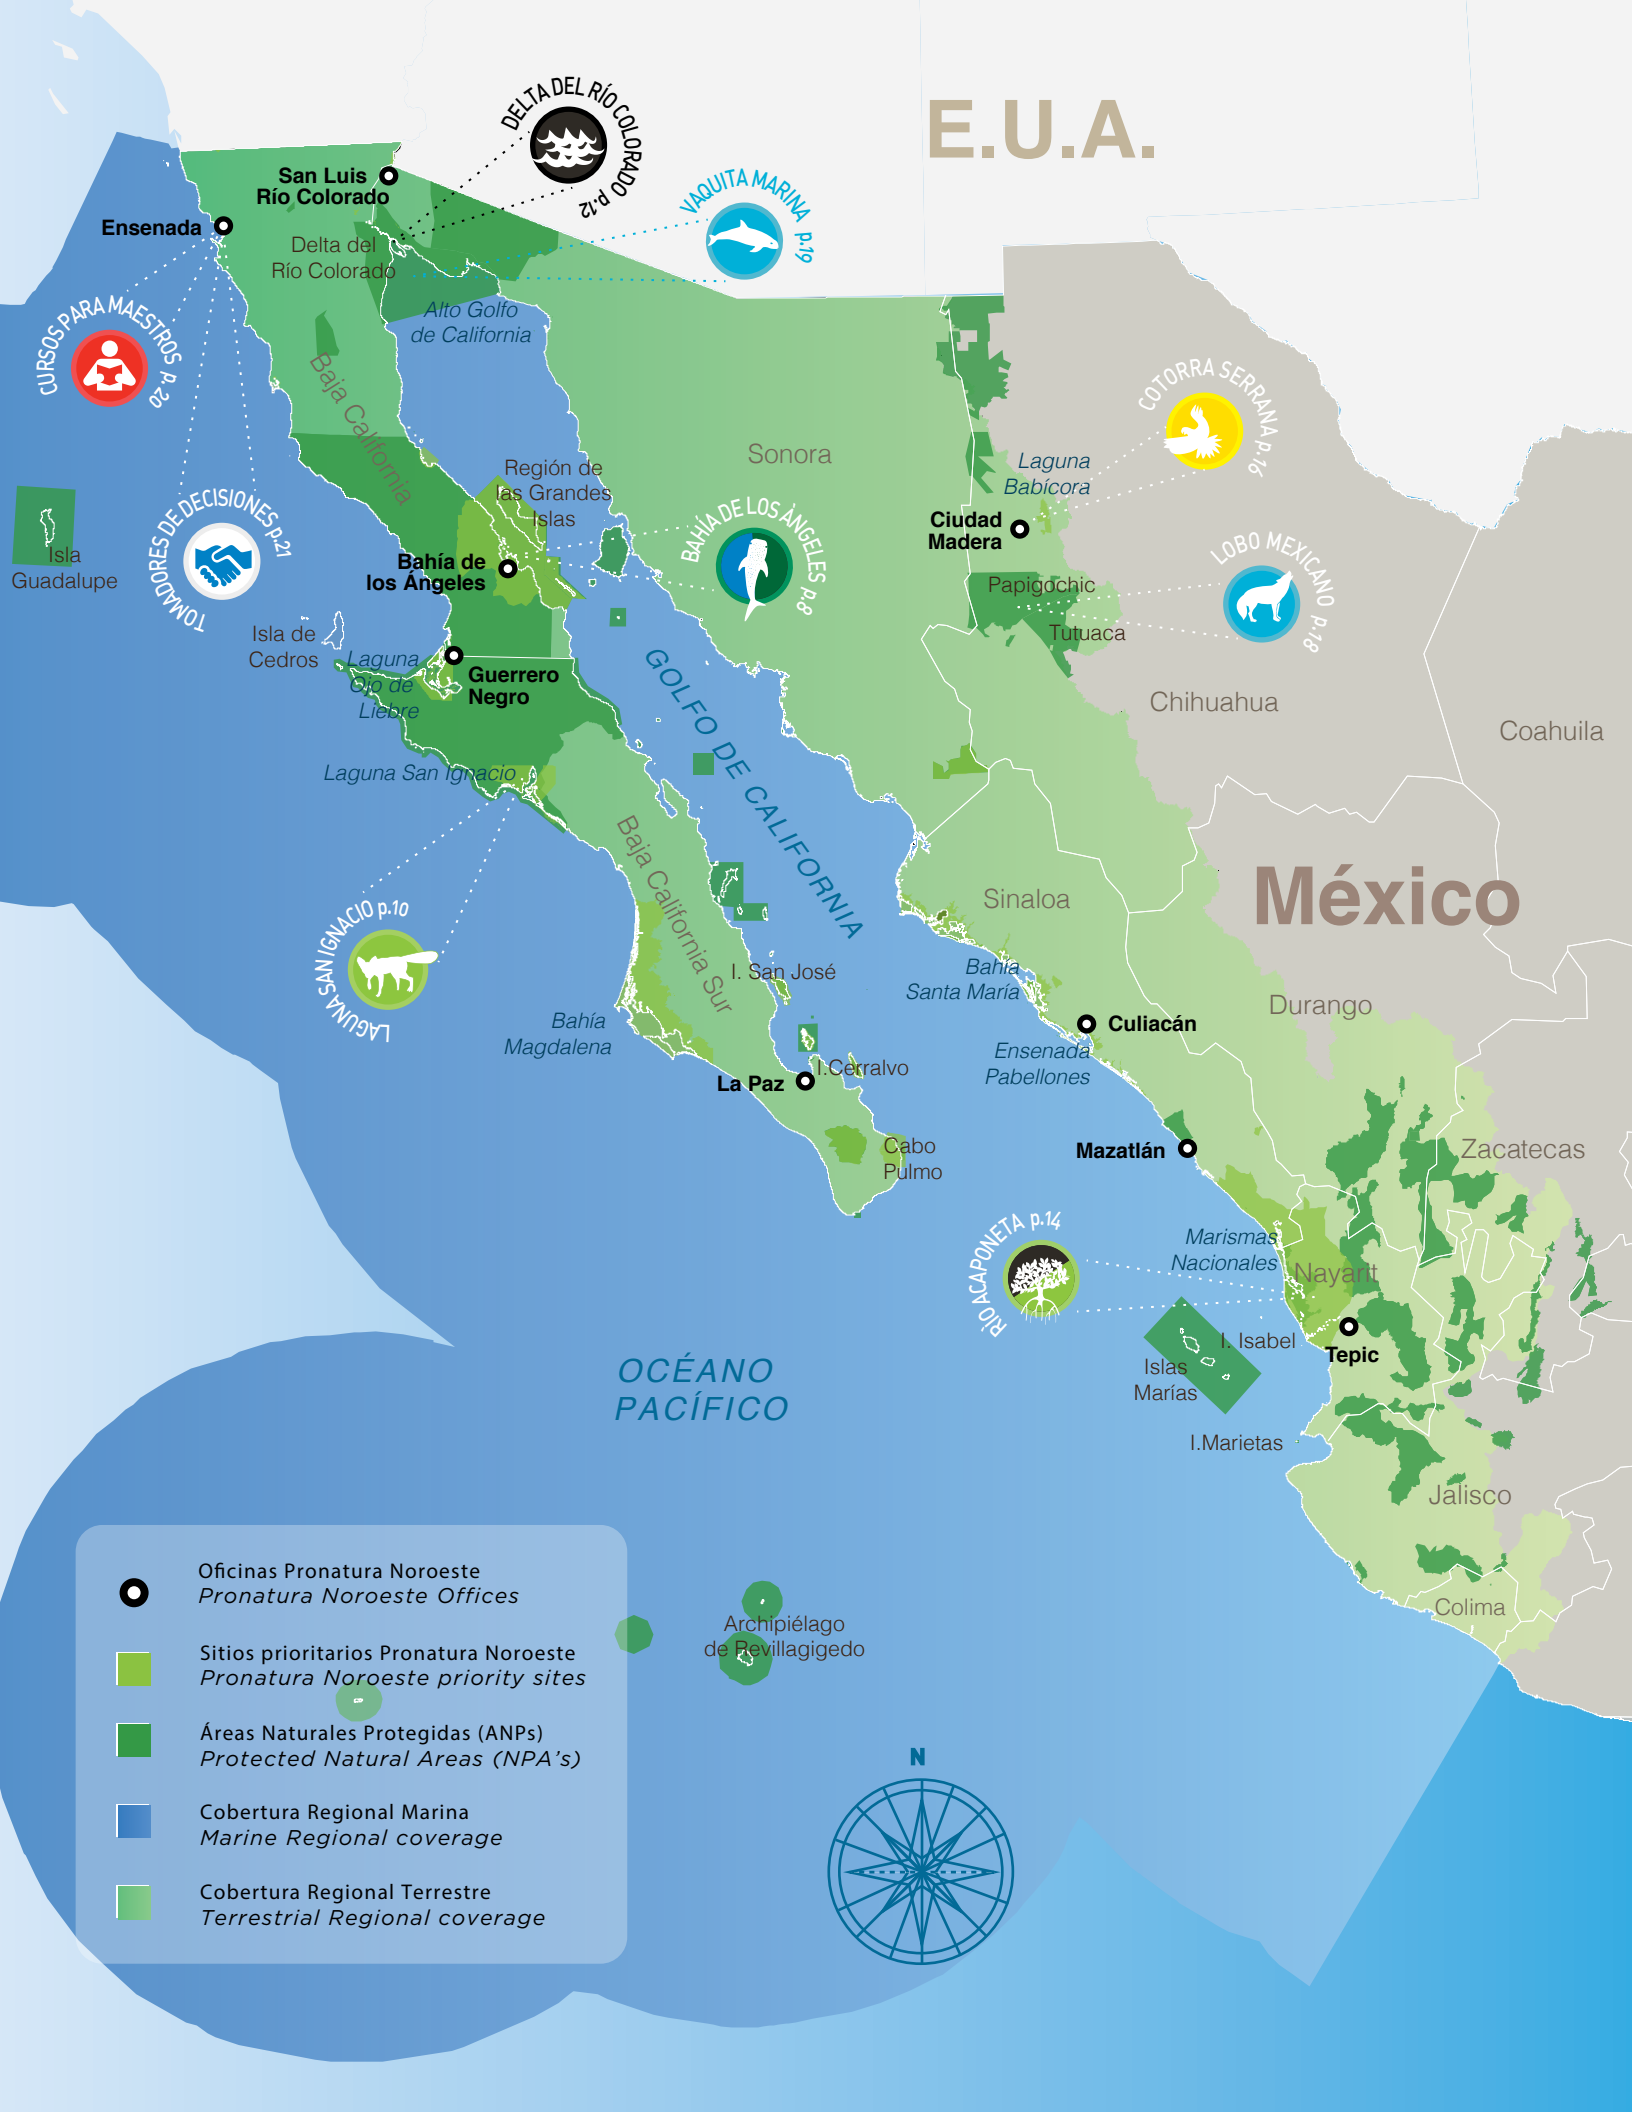 E.U.A.
DELTA DEL RÍO COLORADO p.12
VAQUITA MARINA p.19
San Luis
Río Colorado
Ensenada
Delta del
Río Colorado
Alto Golfo
de California
CURSOS PARA MAESTROS p.20
Baja California
COTORRA SERRANA p.16
Sonora
Laguna
Babícora
Región de
las Grandes
Islas
Ciudad
Madera
BAHÍA DE LOS ÁNGELES p.8
TOMADORES DE DECISIONES p.21
Isla
Guadalupe
Bahía de
los Ángeles
LOBO MEXICANO p.18
Papigochic
Tutuaca
Isla de
Cedros
Laguna
Ojo de
Liebre
Guerrero
Negro
GOLFO DE CALIFORNIA
Chihuahua
Coahuila
Laguna San Ignacio
Baja California Sur
México
Sinaloa
LAGUNA SAN IGNACIO p.10
I. San José
Bahía
Santa María
Durango
Bahía
Magdalena
Culiacán
Ensenada
Pabellones
I.Cerralvo
La Paz
Cabo
Pulmo
Mazatlán
Zacatecas
RÍO ACAPONETA p.14
Marismas
Nacionales
Nayarit
I. Isabel
Tepic
Islas
Marías
OCÉANO
PACÍFICO
I.Marietas
Jalisco
Colima
Archipiélago
de Revillagigedo
Oficinas Pronatura Noroeste
Pronatura Noroeste Offices
Sitios prioritarios Pronatura Noroeste
Pronatura Noroeste priority sites
Áreas Naturales Protegidas (ANPs)
Protected Natural Areas (NPA's)
Cobertura Regional Marina
Marine Regional coverage
Cobertura Regional Terrestre
Terrestrial Regional coverage
N